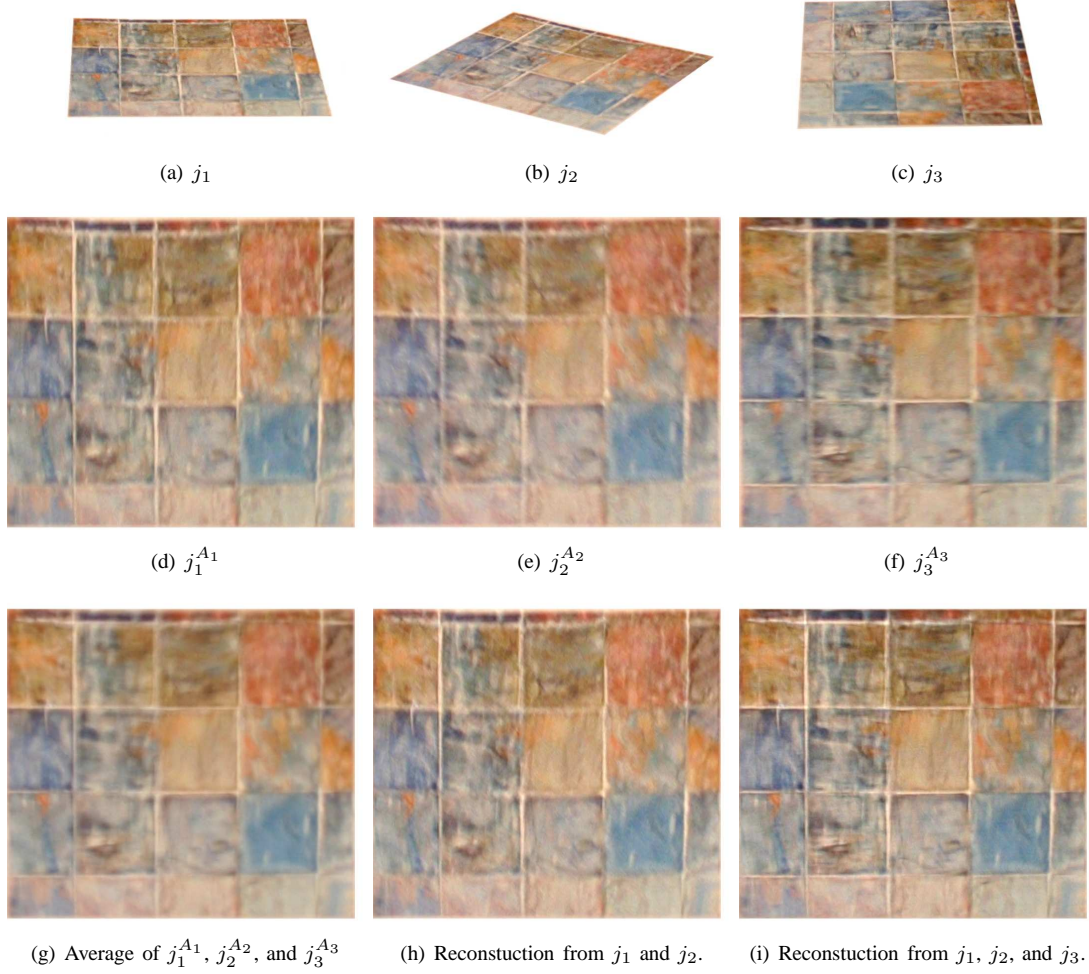 (a) j₁
(b) j₂
(c) j₃
(d) j₁^{A₁}
(e) j₂^{A₂}
(f) j₃^{A₃}
(g) Average of j₁^{A₁}, j₂^{A₂}, and j₃^{A₃}
(h) Reconstuction from j₁ and j₂.
(i) Reconstuction from j₁, j₂, and j₃.